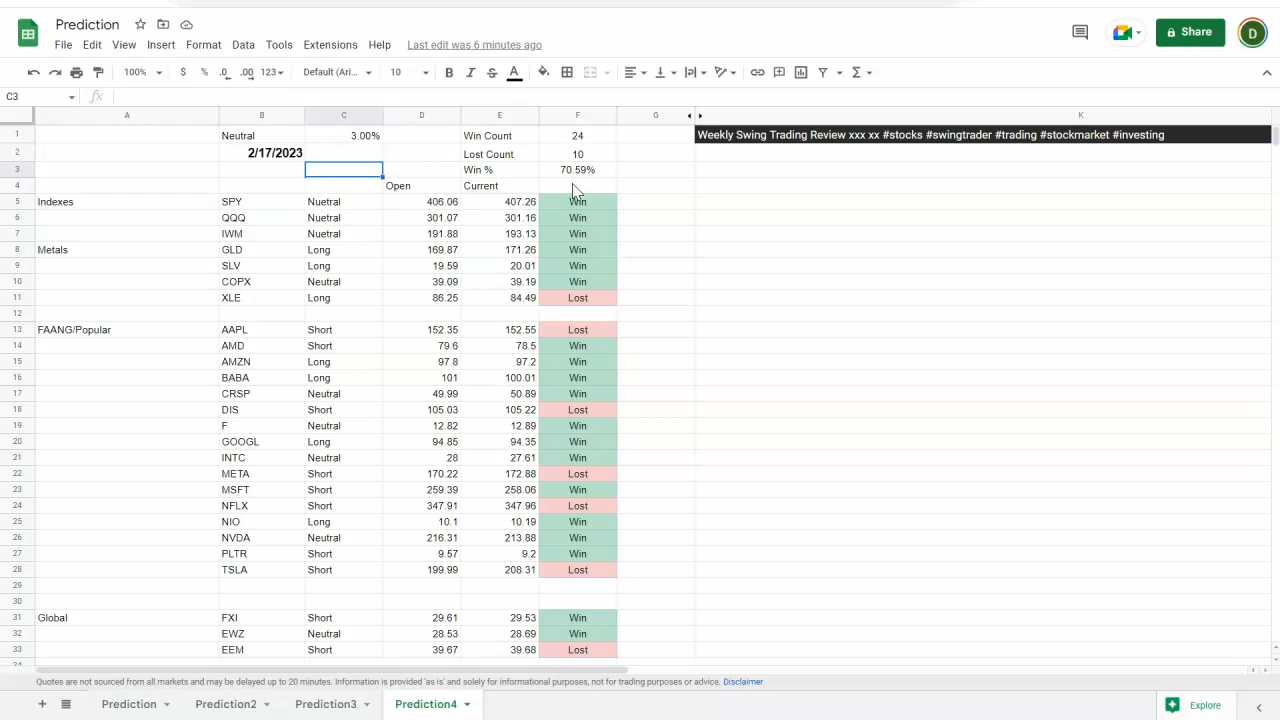 Prediction
File Edit View Insert Format Data Tools Extensions Help Last edit was 6 minutes ago
Share
D
100% $ % .0 .00 123 Default (Ari... 10 B I S A
C3 fx
A B C D E F G K
1 Neutral 3.00% Win Count 24 Weekly Swing Trading Review xxx xx #stocks #swingtrader #trading #stockmarket #investing
2 2/17/2023 Lost Count 10
3 Win % 70.59%
4 Open Current
5 Indexes SPY Nuetral 406.06 407.26 Win
6 QQQ Nuetral 301.07 301.16 Win
7 IWM Nuetral 191.88 193.13 Win
8 Metals GLD Long 169.87 171.26 Win
9 SLV Long 19.59 20.01 Win
10 COPX Neutral 39.09 39.19 Win
11 XLE Long 86.25 84.49 Lost
12
13 FAANG/Popular AAPL Short 152.35 152.55 Lost
14 AMD Short 79.6 78.5 Win
15 AMZN Long 97.8 97.2 Win
16 BABA Long 101 100.01 Win
17 CRSP Neutral 49.99 50.89 Win
18 DIS Short 105.03 105.22 Lost
19 F Neutral 12.82 12.89 Win
20 GOOGL Long 94.85 94.35 Win
21 INTC Neutral 28 27.61 Win
22 META Short 170.22 172.88 Lost
23 MSFT Short 259.39 258.06 Win
24 NFLX Short 347.91 347.96 Lost
25 NIO Long 10.1 10.19 Win
26 NVDA Neutral 216.31 213.88 Win
27 PLTR Short 9.57 9.2 Win
28 TSLA Short 199.99 208.31 Lost
29
30
31 Global FXI Short 29.61 29.53 Win
32 EWZ Neutral 28.53 28.69 Win
33 EEM Short 39.67 39.68 Lost
Quotes are not sourced from all markets and may be delayed up to 20 minutes. Information is provided 'as is' and solely for informational purposes, not for trading purposes or advice. Disclaimer
Prediction Prediction2 Prediction3 Prediction4 Explore